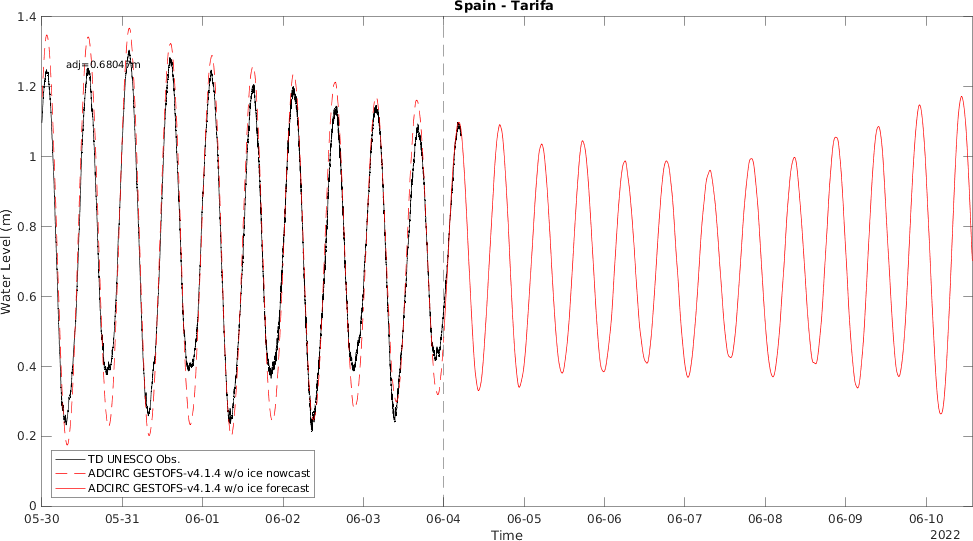 Spain - Tarifa
1.4
adj=0.68047m
1.2
1
0.8
Water Level (m)
0.6
0.4
0.2
0
TD UNESCO Obs.
ADCIRC GESTOFS-v4.1.4 w/o ice nowcast
ADCIRC GESTOFS-v4.1.4 w/o ice forecast
05-30 05-31 06-01 06-02 06-03 06-04 06-05 06-06 06-07 06-08 06-09 06-10
Time
2022